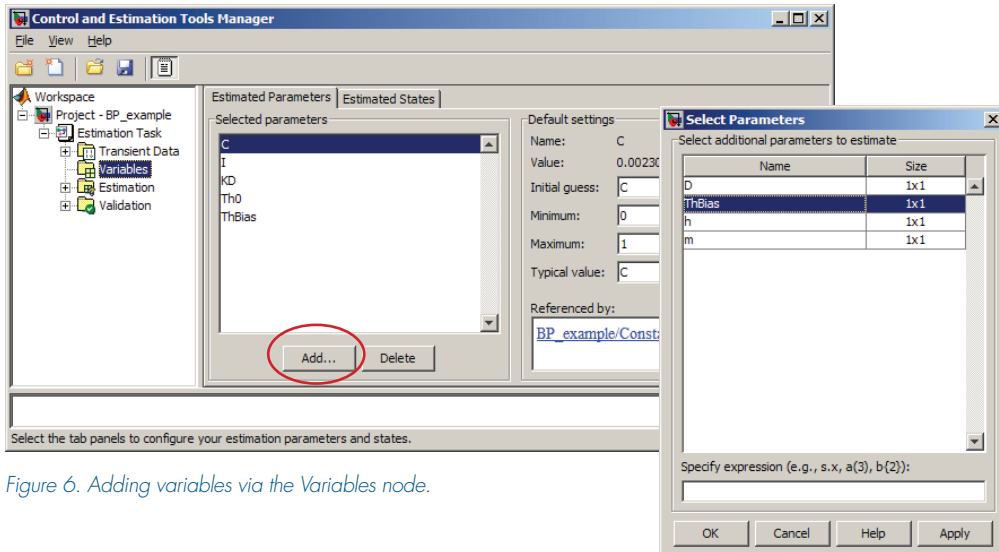 Control and Estimation Tools Manager
File View Help
Workspace
Project - BP_example
Estimation Task
Transient Data
Variables
Estimation
Validation
Estimated Parameters
Estimated States
Selected parameters
C
I
KD
Th0
ThBias
Add...
Delete
Default settings
Name: C
Value: 0.00230
Initial guess: C
Minimum: 0
Maximum: 1
Typical value: C
Referenced by:
BP_example/Consta
Select the tab panels to configure your estimation parameters and states.
Select Parameters
Select additional parameters to estimate
Name Size
D 1x1
ThBias 1x1
h 1x1
m 1x1
Specify expression (e.g., s.x, a(3), b{2}):
OK Cancel Help Apply
Figure 6. Adding variables via the Variables node.